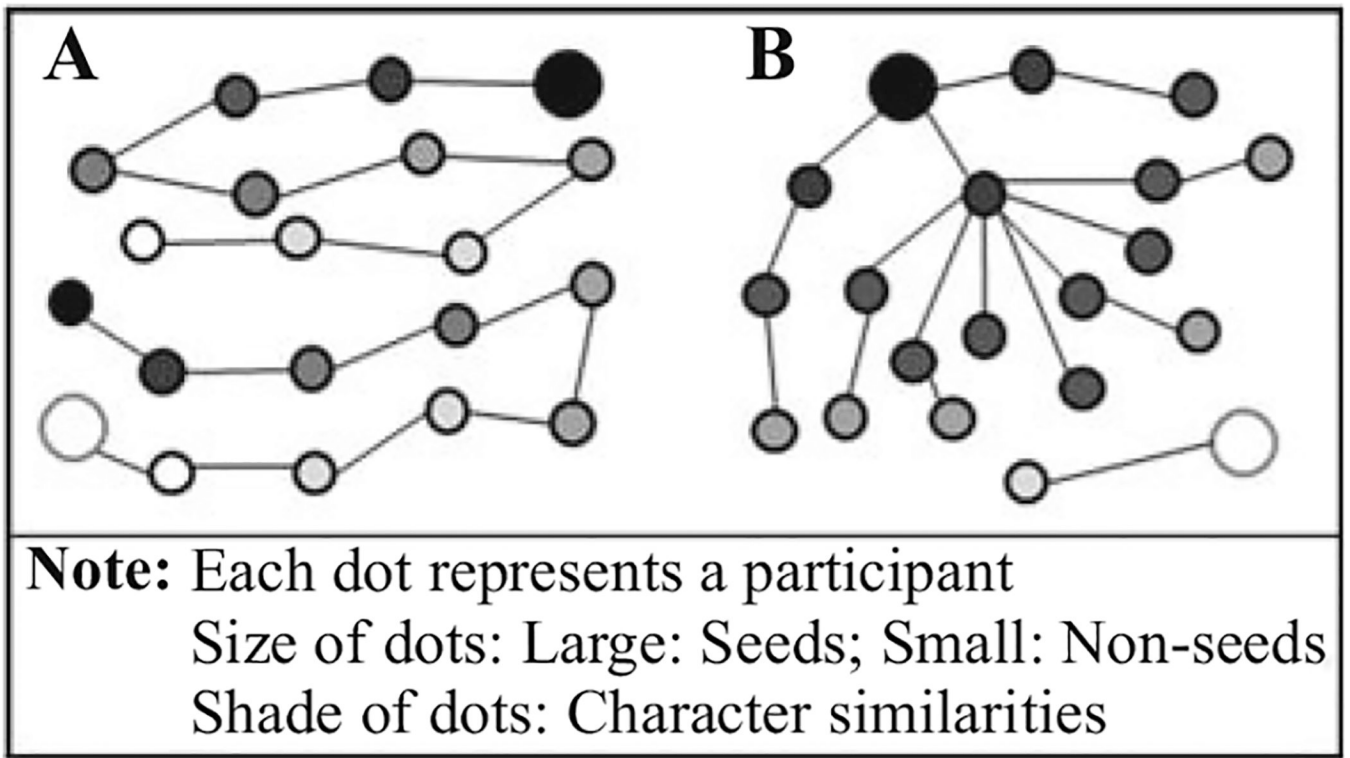 A
B
Note: Each dot represents a participant
Size of dots: Large: Seeds; Small: Non-seeds
Shade of dots: Character similarities